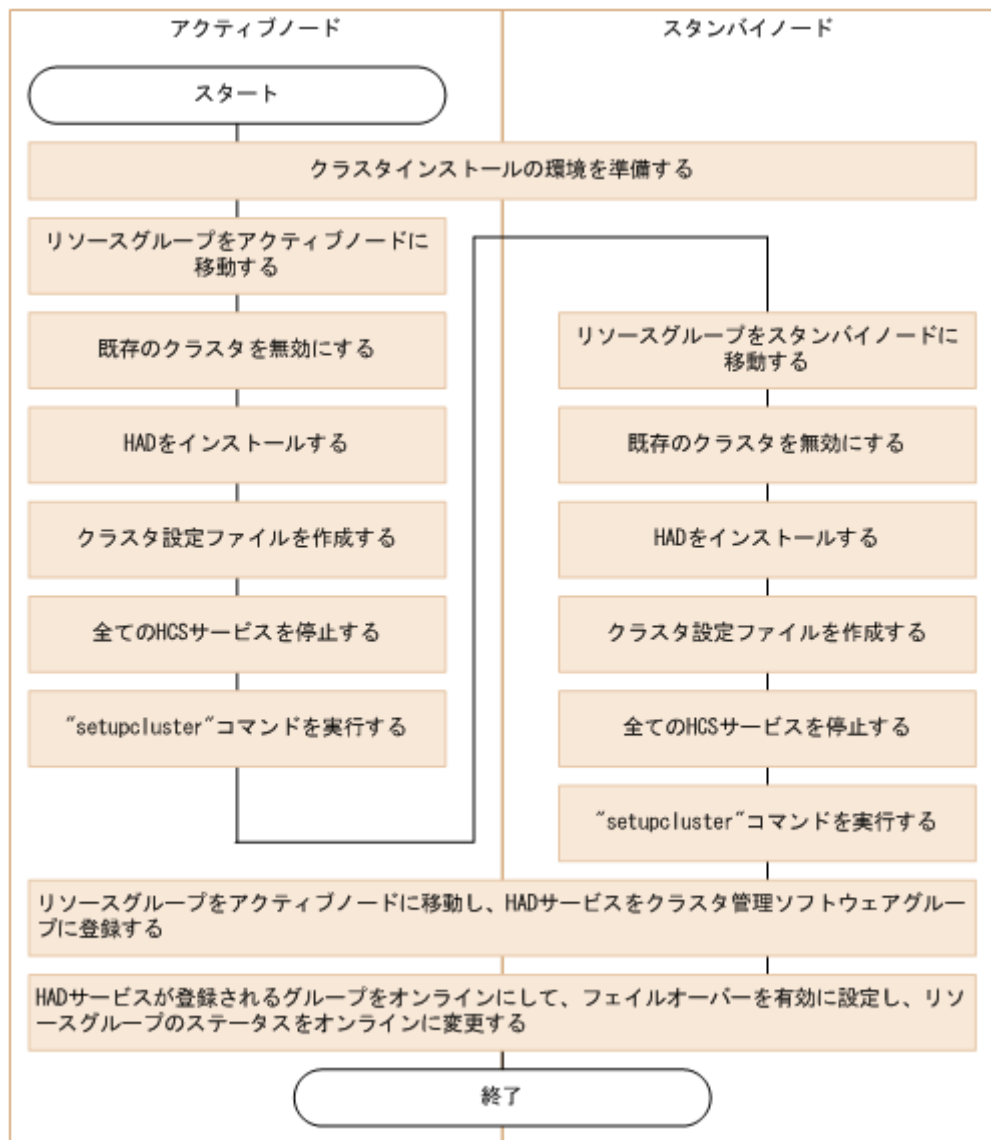 アクティブノード
スタンバイノード
スタート
クラスタインストールの環境を準備する
リソースグループをアクティブノードに
移動する
既存のクラスタを無効にする
HADをインストールする
クラスタ設定ファイルを作成する
全てのHCSサービスを停止する
"setupcluster"コマンドを実行する
リソースグループをスタンバイノードに
移動する
既存のクラスタを無効にする
HADをインストールする
クラスタ設定ファイルを作成する
全てのHCSサービスを停止する
"setupcluster"コマンドを実行する
リソースグループをアクティブノードに移動し、HADサービスをクラスタ管理ソフトウェアグルー
プに登録する
HADサービスが登録されるグループをオンラインにして、フェイルオーバーを有効に設定し、リソ
ースグループのステータスをオンラインに変更する
終了